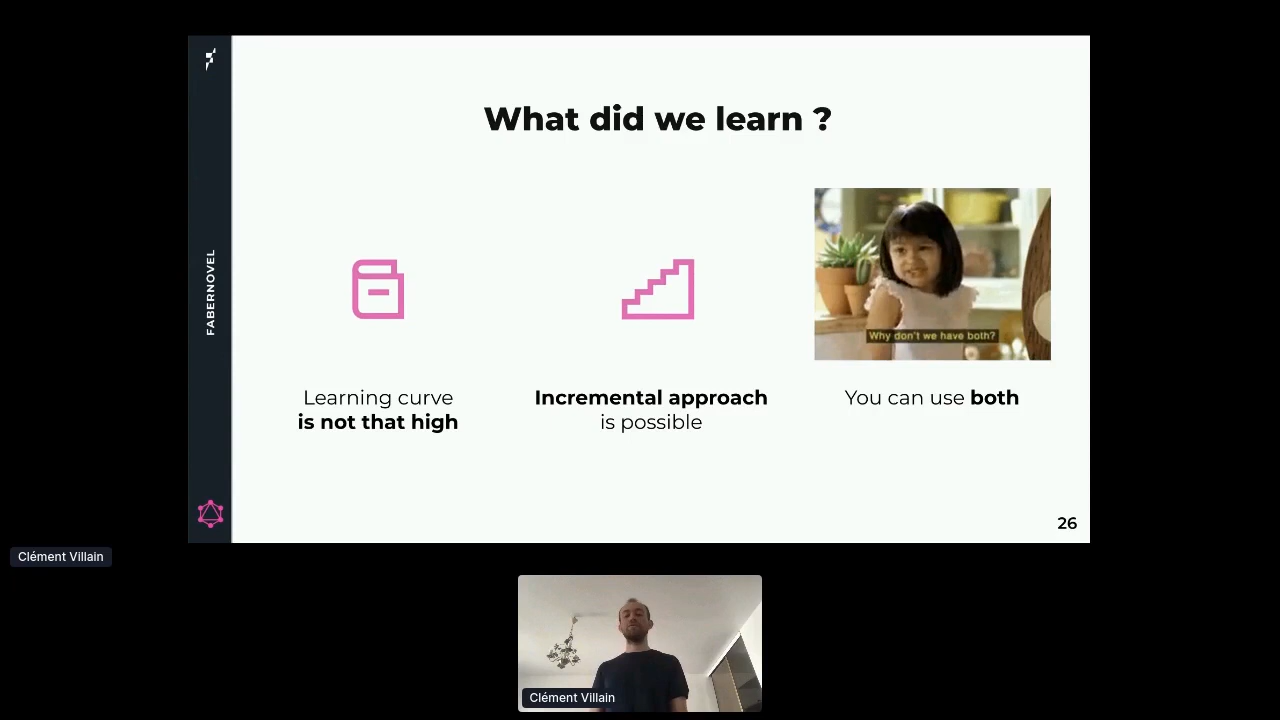 What did we learn ?
FABERNOVEL
Why don't we have both?
Learning curve
is not that high
Incremental approach
is possible
You can use both
26
Clément Villain
Clément Villain